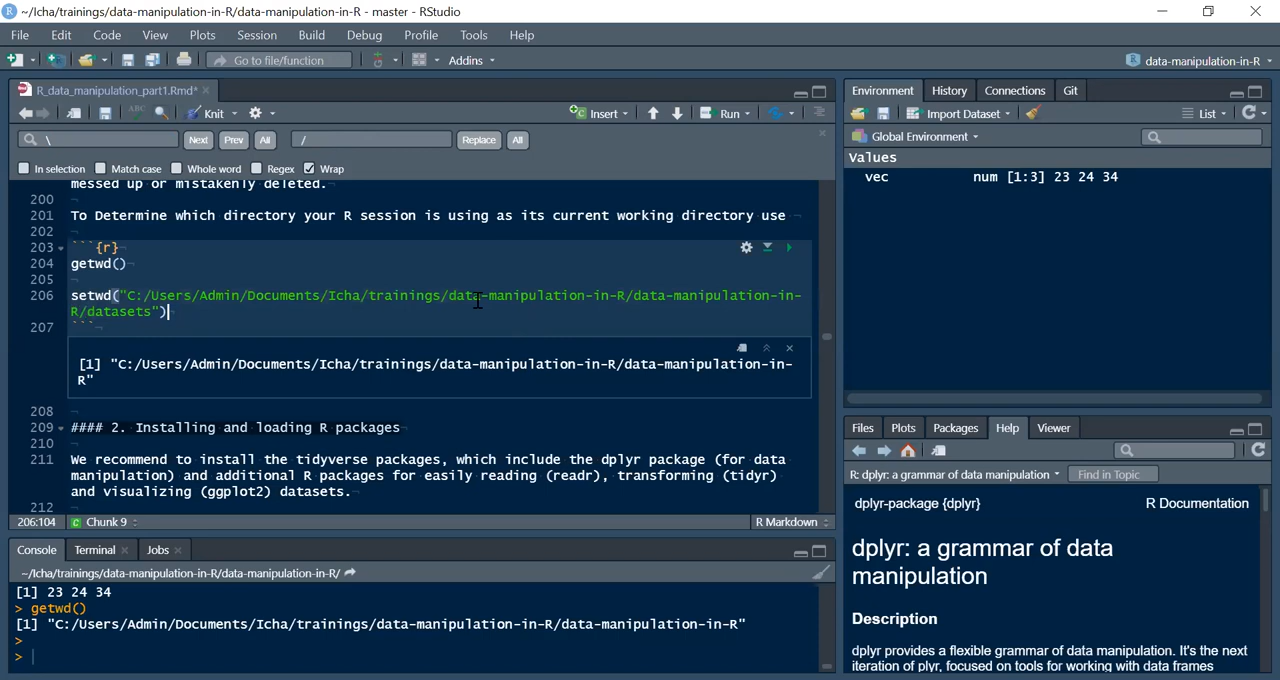 ~/Icha/trainings/data-manipulation-in-R/data-manipulation-in-R - master - RStudio
File Edit Code View Plots Session Build Debug Profile Tools Help
Go to file/function Addins data-manipulation-in-R
R_data_manipulation_part1.Rmd*
ABC Knit Insert Run
\ Next Prev All / Replace All
In selection Match case Whole word Regex Wrap
messed up or mistakenly deleted.
200
201 To Determine which directory your R session is using as its current working directory use
202
203 ```{r}
204 getwd()
205
206 setwd("C:/Users/Admin/Documents/Icha/trainings/data-manipulation-in-R/data-manipulation-in-
R/datasets")
207 ```
[1] "C:/Users/Admin/Documents/Icha/trainings/data-manipulation-in-R/data-manipulation-in-
R"
208
209 #### 2. Installing and loading R packages
210
211 We recommend to install the tidyverse packages, which include the dplyr package (for data
manipulation) and additional R packages for easily reading (readr), transforming (tidyr)
and visualizing (ggplot2) datasets.
212
206:104 Chunk 9 R Markdown
Console Terminal Jobs
~/Icha/trainings/data-manipulation-in-R/data-manipulation-in-R/
[1] 23 24 34
> getwd()
[1] "C:/Users/Admin/Documents/Icha/trainings/data-manipulation-in-R/data-manipulation-in-R"
>
>
Environment History Connections Git
Import Dataset List
Global Environment
Values
vec num [1:3] 23 24 34
Files Plots Packages Help Viewer
R: dplyr: a grammar of data manipulation Find in Topic
dplyr-package {dplyr} R Documentation
dplyr: a grammar of data
manipulation
Description
dplyr provides a flexible grammar of data manipulation. It's the next
iteration of plyr, focused on tools for working with data frames